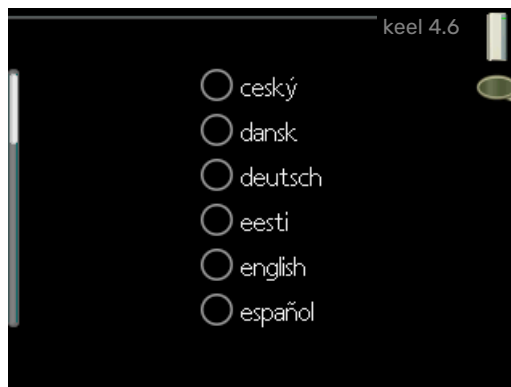 keel 4.6
ceský
dansk
deutsch
eesti
english
español